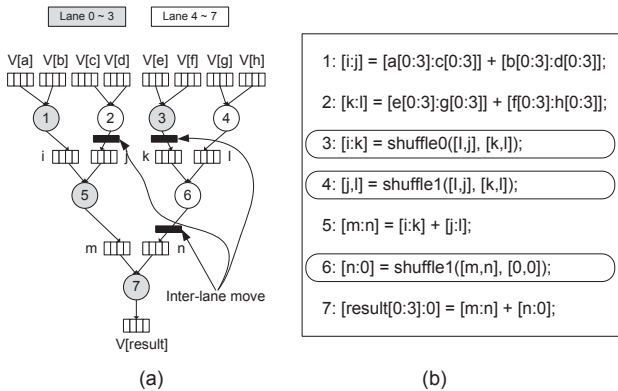 Lane 0 ~ 3
Lane 4 ~ 7
V[a] V[b] V[c] V[d] V[e] V[f] V[g] V[h]
1 2 3 4
i j k l
5 6
m n
7
Inter-lane move
V[result]
(a)
1: [i:j] = [a[0:3]:c[0:3]] + [b[0:3]:d[0:3]];
2: [k:l] = [e[0:3]:g[0:3]] + [f[0:3]:h[0:3]];
3: [i:k] = shuffle0([I,j], [k,l]);
4: [j,l] = shuffle1([I,j], [k,l]);
5: [m:n] = [i:k] + [j:l];
6: [n:0] = shuffle1([m,n], [0,0]);
7: [result[0:3]:0] = [m:n] + [n:0];
(b)